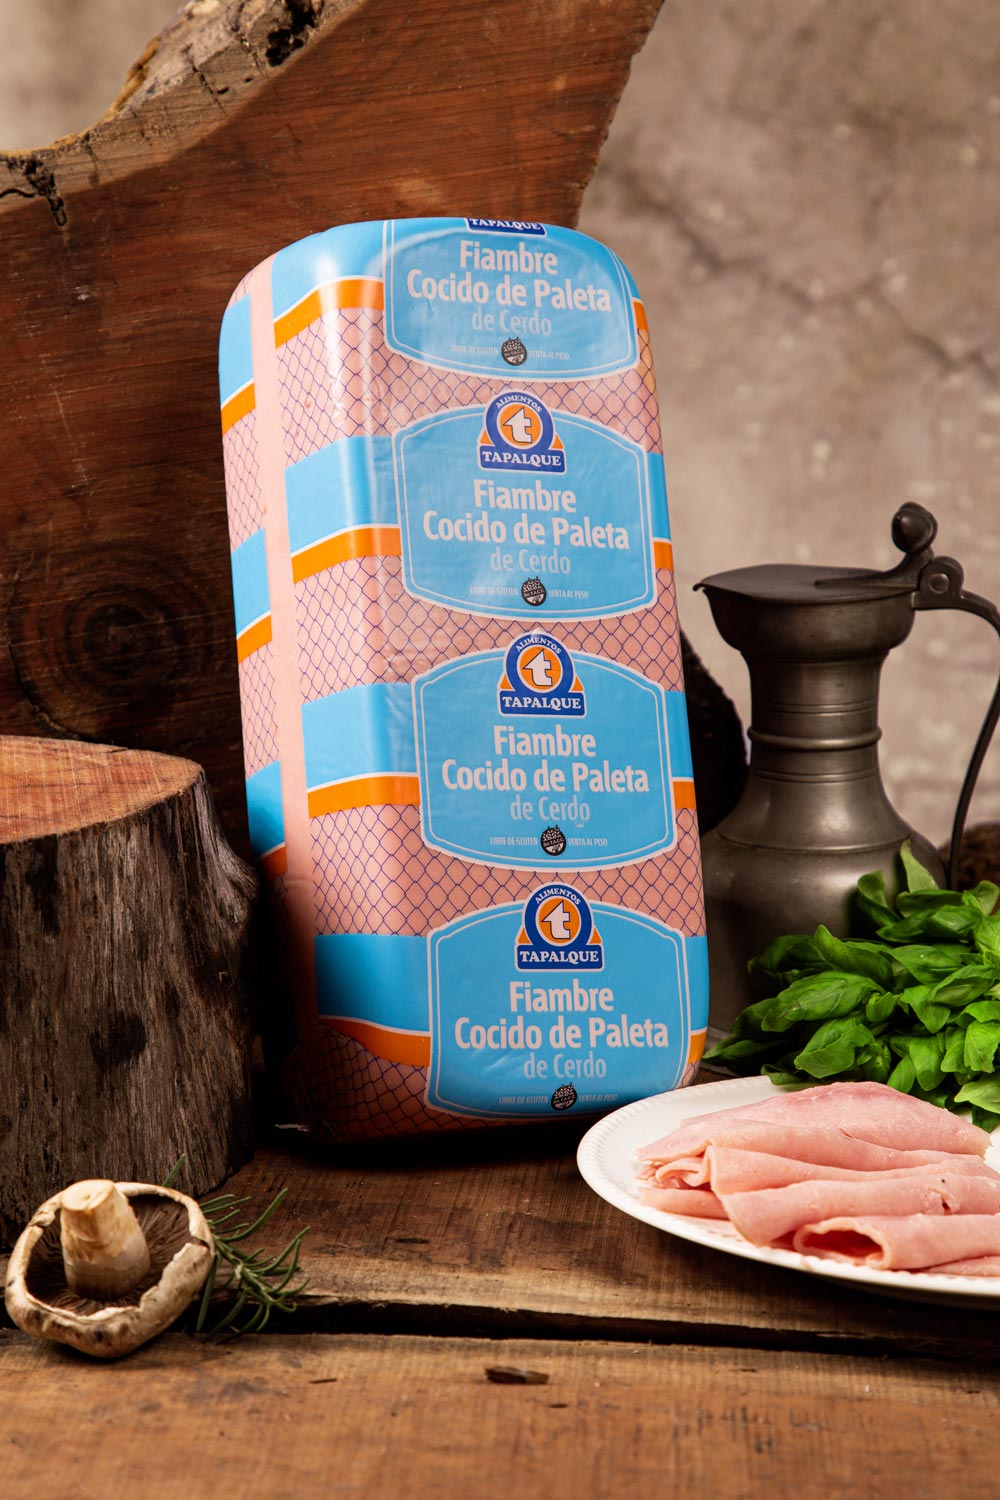 TAPALQUE
Fiambre
Cocido de Paleta
de Cerdo
LIBRE DE GLUTEN VENTA AL PESO
ALIMENTOS
t
TAPALQUE
Fiambre
Cocido de Paleta
de Cerdo
LIBRE DE GLUTEN VENTA AL PESO
ALIMENTOS
t
TAPALQUE
Fiambre
Cocido de Paleta
de Cerdo
LIBRE DE GLUTEN VENTA AL PESO
ALIMENTOS
t
TAPALQUE
Fiambre
Cocido de Paleta
de Cerdo
LIBRE DE GLUTEN VENTA AL PESO